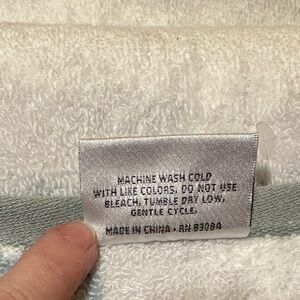 MACHINE WASH COLD
WITH LIKE COLORS. DO NOT USE
BLEACH. TUMBLE DRY LOW.
GENTLE CYCLE.
MADE IN CHINA • RN 83084